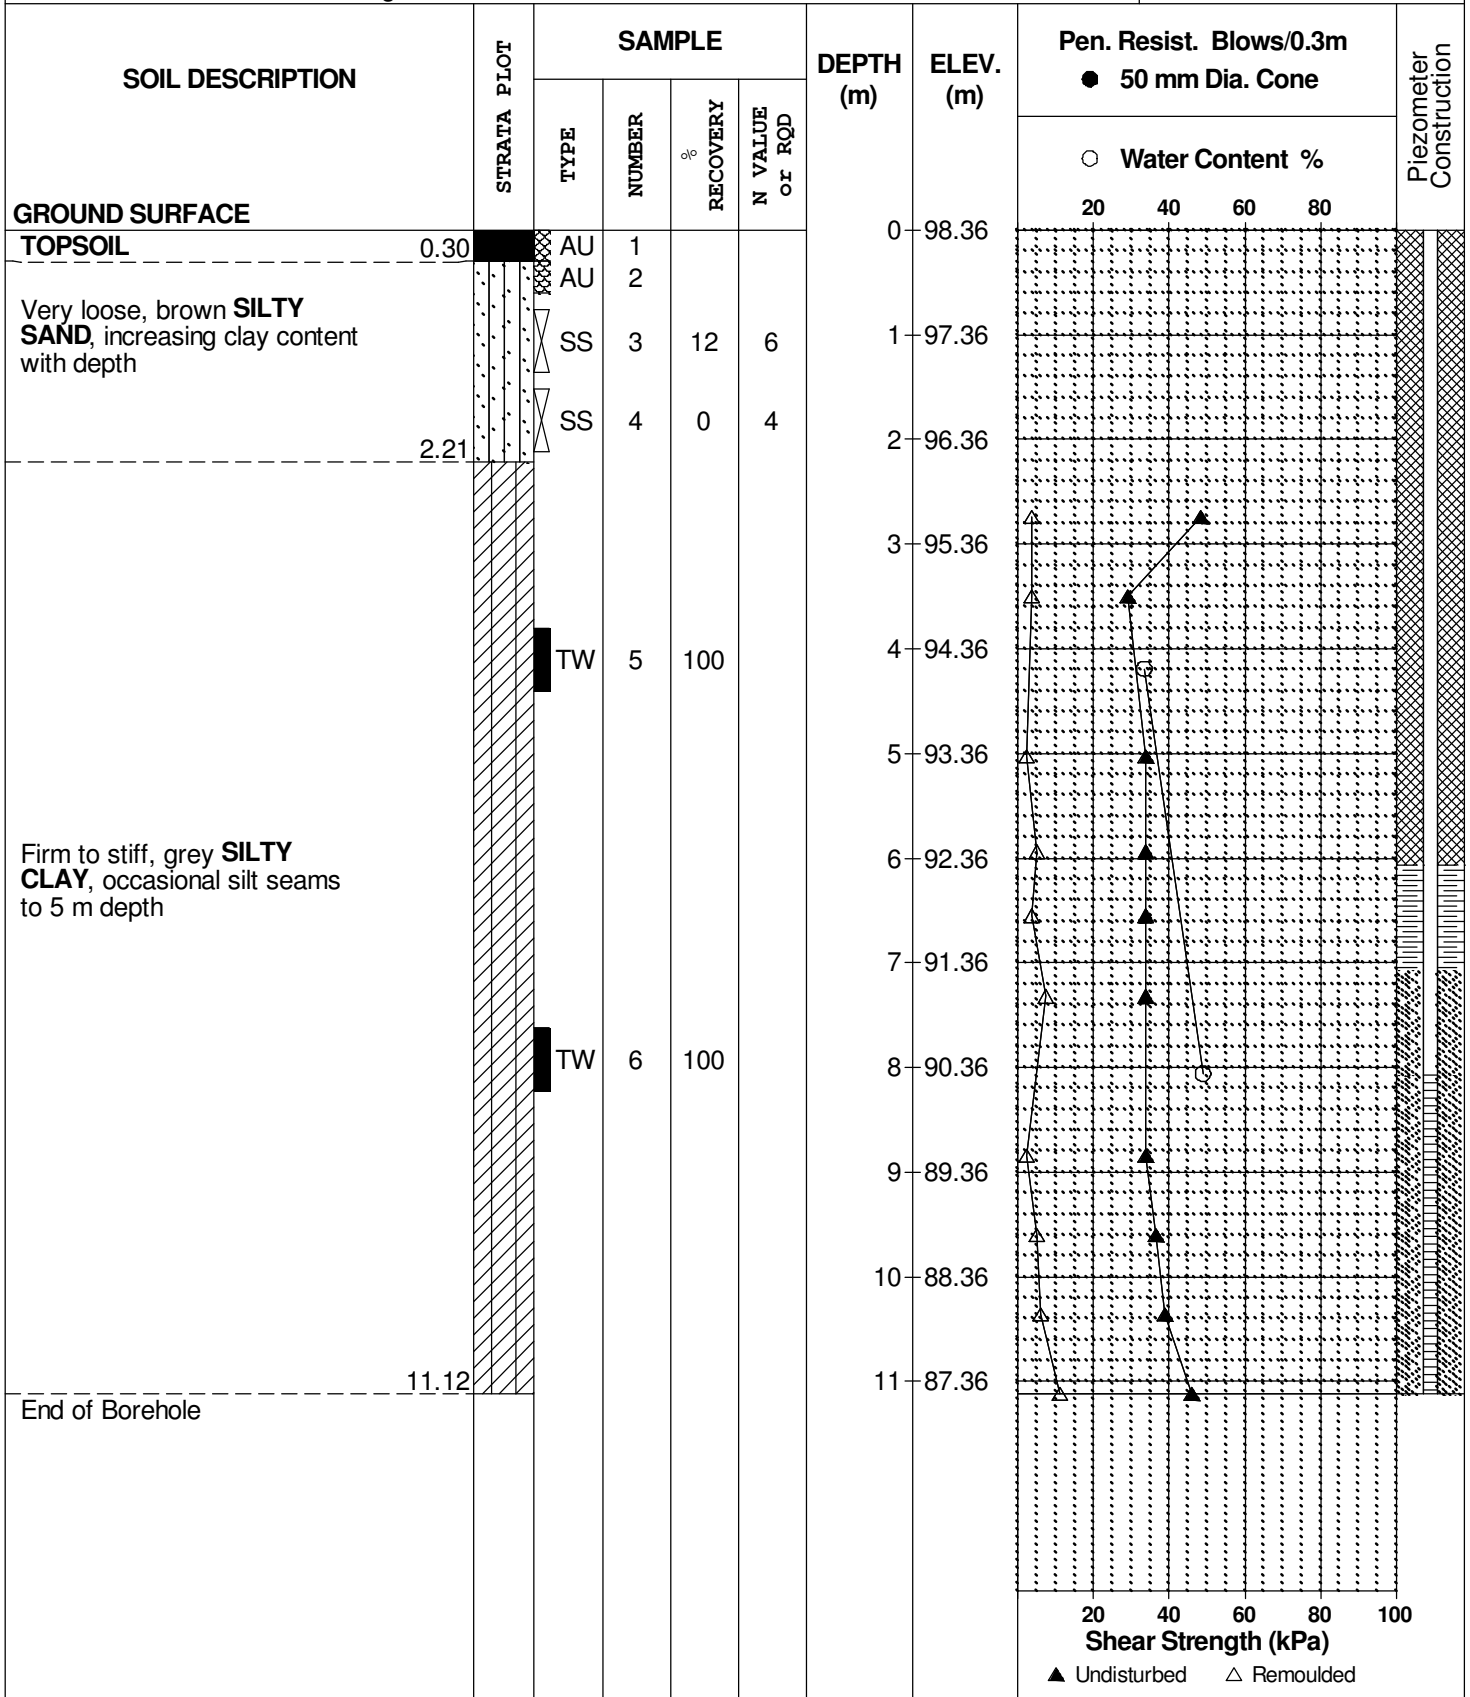 SOIL DESCRIPTION
GROUND SURFACE
STRATA PLOT
SAMPLE
TYPE
NUMBER
% RECOVERY
N VALUE or RQD
DEPTH (m)
ELEV. (m)
Pen. Resist. Blows/0.3m
● 50 mm Dia. Cone
○ Water Content %
20 40 60 80
Piezometer Construction
TOPSOIL 0.30
AU 1
AU 2
Very loose, brown SILTY
SAND, increasing clay content
with depth
2.21
SS 3 12 6
SS 4 0 4
TW 5 100
Firm to stiff, grey SILTY
CLAY, occasional silt seams
to 5 m depth
TW 6 100
11.12
End of Borehole
0 98.36
1 97.36
2 96.36
3 95.36
4 94.36
5 93.36
6 92.36
7 91.36
8 90.36
9 89.36
10 88.36
11 87.36
20 40 60 80 100
Shear Strength (kPa)
▲ Undisturbed △ Remoulded